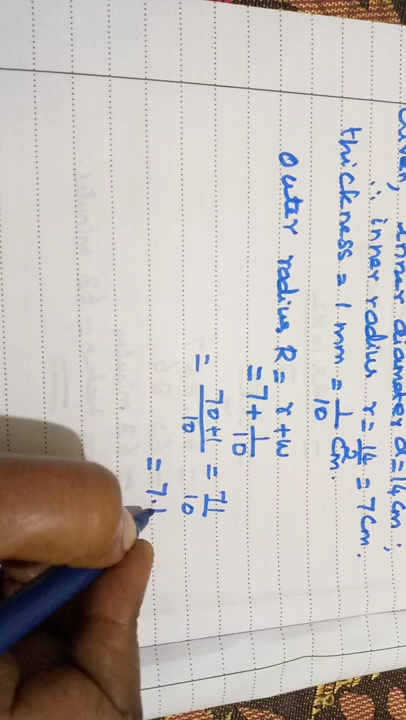 Given, inner diameter d = 14 cm;
∴ inner radius r = 14/2 = 7 cm.
thickness = 1 mm = 1/10 cm.
Outer radius R = r + w
= 7 + 1/10
= 70+1/10 = 71/10
= 7.1